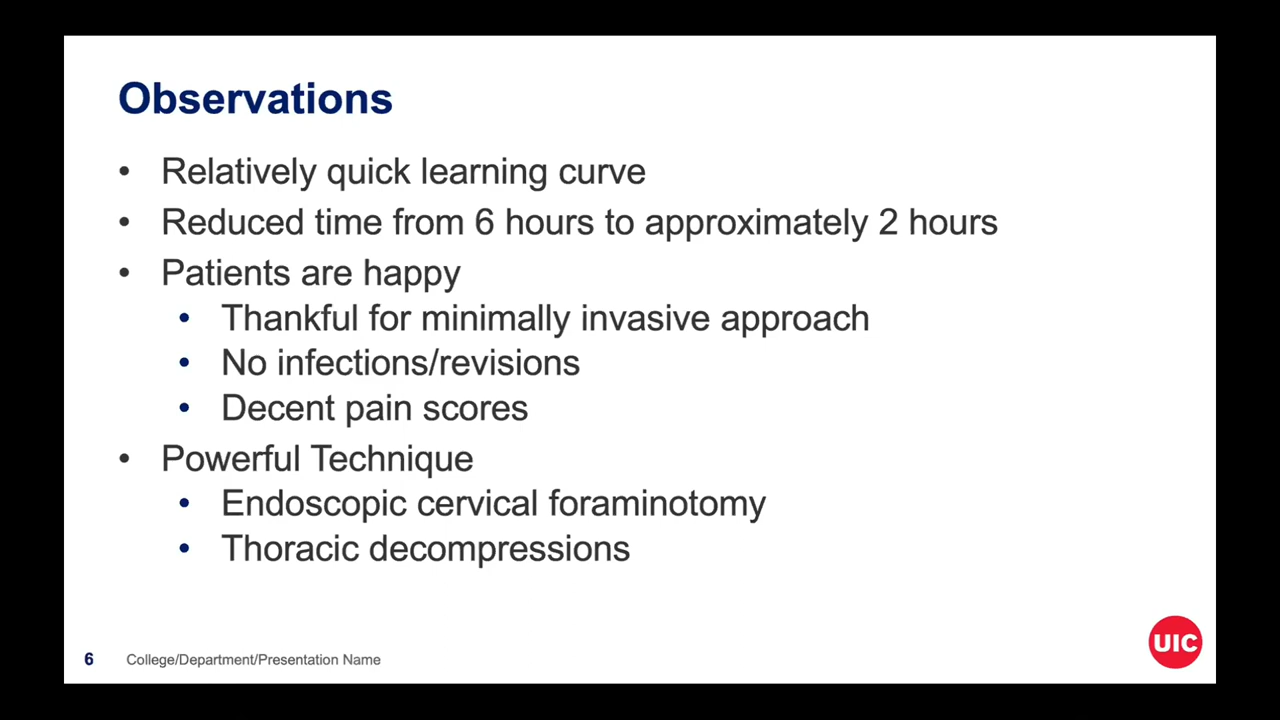 Observations
• Relatively quick learning curve
• Reduced time from 6 hours to approximately 2 hours
• Patients are happy
• Thankful for minimally invasive approach
• No infections/revisions
• Decent pain scores
• Powerful Technique
• Endoscopic cervical foraminotomy
• Thoracic decompressions
6 College/Department/Presentation Name
UIC